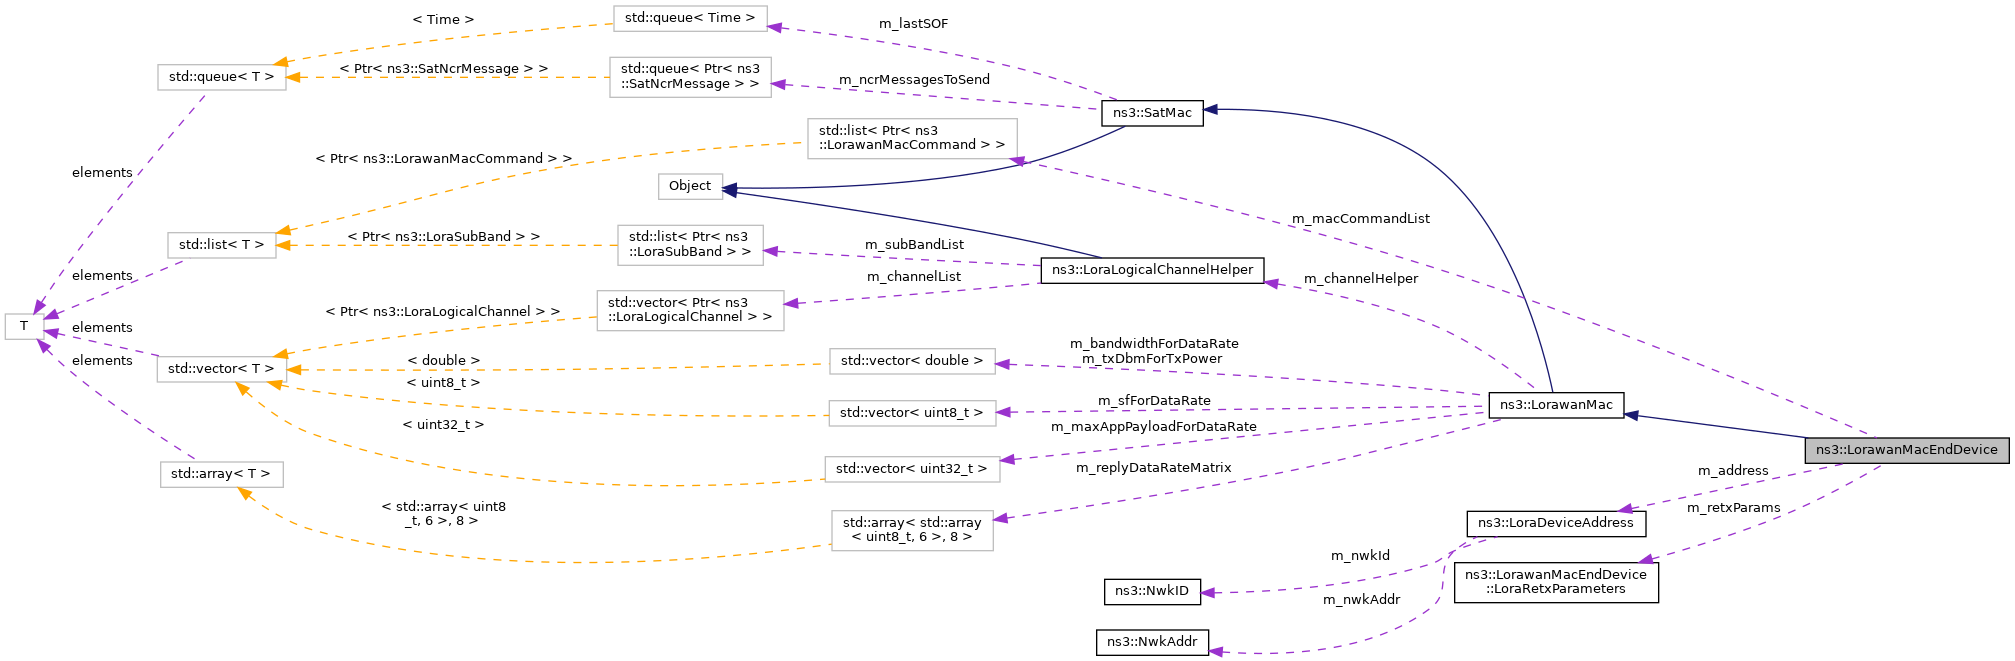 std::queue< Time >
< Time >
m_lastSOF
std::queue< T >
< Ptr< ns3::SatNcrMessage > >
std::queue< Ptr< ns3
::SatNcrMessage > >
m_ncrMessagesToSend
ns3::SatMac
std::list< Ptr< ns3
::LorawanMacCommand > >
< Ptr< ns3::LorawanMacCommand > >
elements
Object
m_macCommandList
std::list< T >
< Ptr< ns3::LoraSubBand > >
std::list< Ptr< ns3
::LoraSubBand > >
m_subBandList
ns3::LoraLogicalChannelHelper
m_channelHelper
elements
m_channelList
std::vector< Ptr< ns3
::LoraLogicalChannel > >
< Ptr< ns3::LoraLogicalChannel > >
T
elements
elements
std::vector< T >
< double >
std::vector< double >
m_bandwidthForDataRate
m_txDbmForTxPower
< uint8_t >
std::vector< uint8_t >
m_sfForDataRate
ns3::LorawanMac
< uint32_t >
m_maxAppPayloadForDataRate
ns3::LorawanMacEndDevice
std::array< T >
std::vector< uint32_t >
m_replyDataRateMatrix
m_address
< std::array< uint8
_t, 6 >, 8 >
std::array< std::array
< uint8_t, 6 >, 8 >
ns3::LoraDeviceAddress
m_retxParams
m_nwkId
ns3::NwkID
ns3::LorawanMacEndDevice
::LoraRetxParameters
m_nwkAddr
ns3::NwkAddr